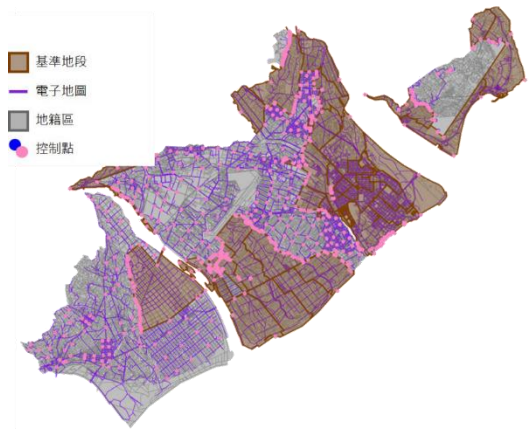 基準地段
電子地圖
地籍區
控制點